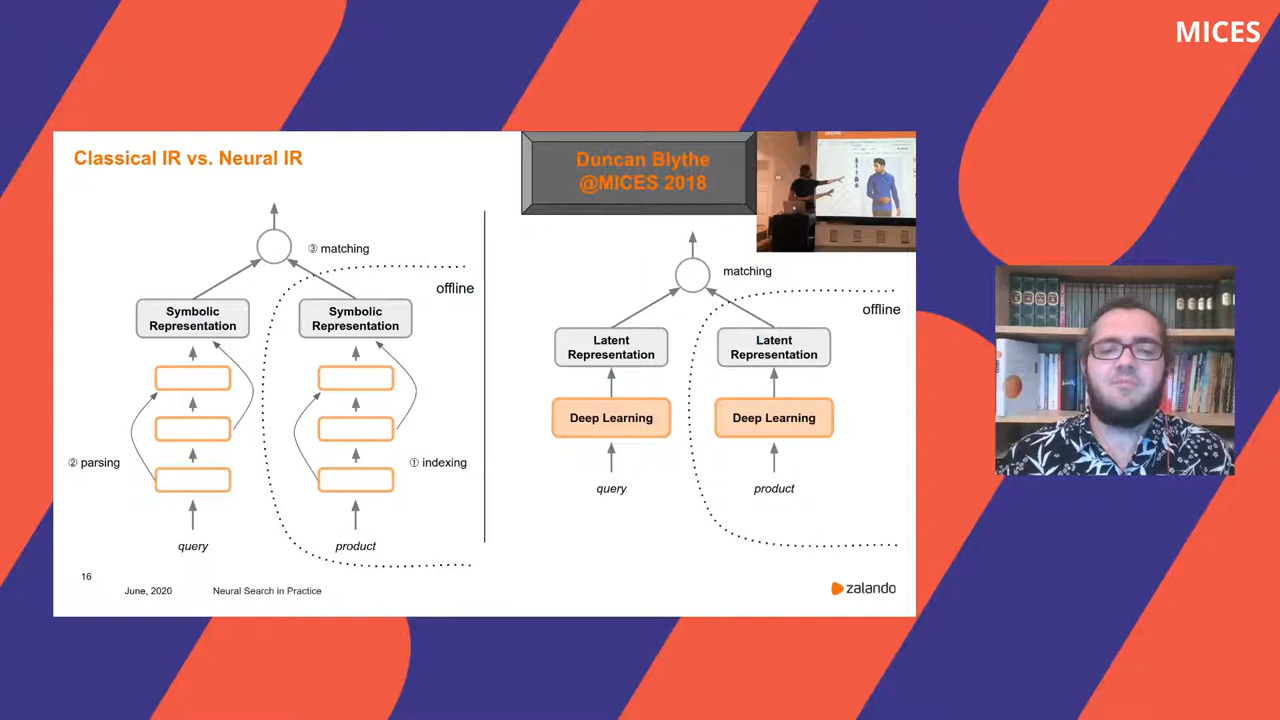 MICES
Classical IR vs. Neural IR
Duncan Blythe
@MICES 2018
③ matching
offline
Symbolic
Representation
Symbolic
Representation
② parsing
① indexing
query
product
matching
offline
Latent
Representation
Latent
Representation
Deep Learning
Deep Learning
query
product
16
June, 2020
Neural Search in Practice
zalando